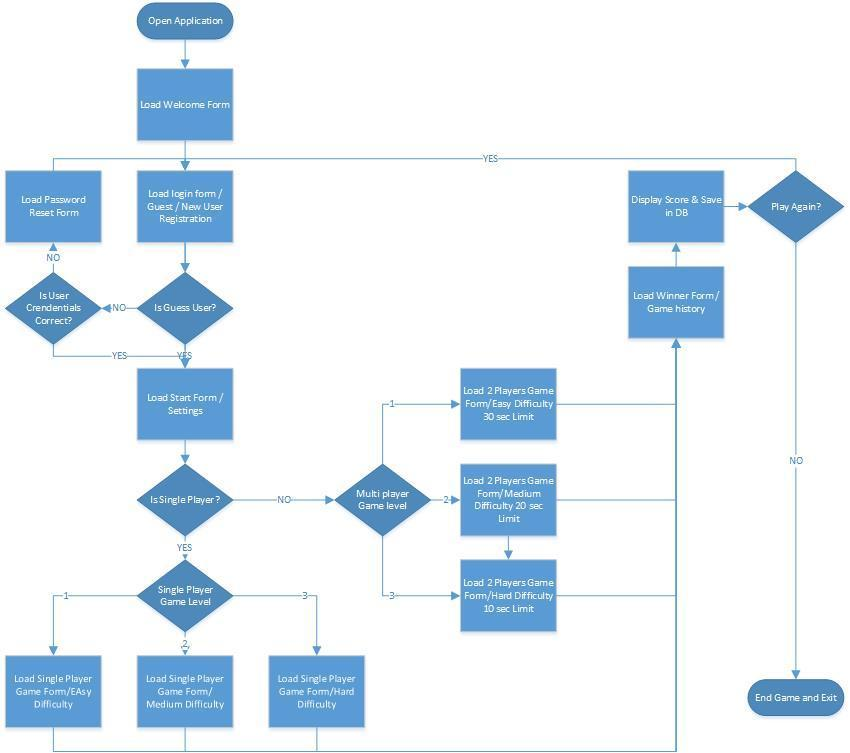 Open Application
Load Welcome Form
YES
Load Password
Reset Form
Load login form /
Guest / New User
Registration
Display Score & Save
in DB
Play Again?
NO
Is User
Crendentials
Correct?
NO
Is Guess User?
Load Winner Form /
Game history
YES
YES
Load Start Form /
Settings
1
Load 2 Players Game
Form/Easy Difficulty
30 sec Limit
NO
Is Single Player?
NO
Multi player
Game level
2
Load 2 Players Game
Form/Medium
Difficulty 20 sec
Limit
YES
Single Player
Game Level
1
3
2
3
Load 2 Players Game
Form/Hard Difficulty
10 sec Limit
Load Single Player
Game Form/EAsy
Difficulty
Load Single Player
Game Form/
Medium Difficulty
Load Single Player
Game Form/Hard
Difficulty
End Game and Exit